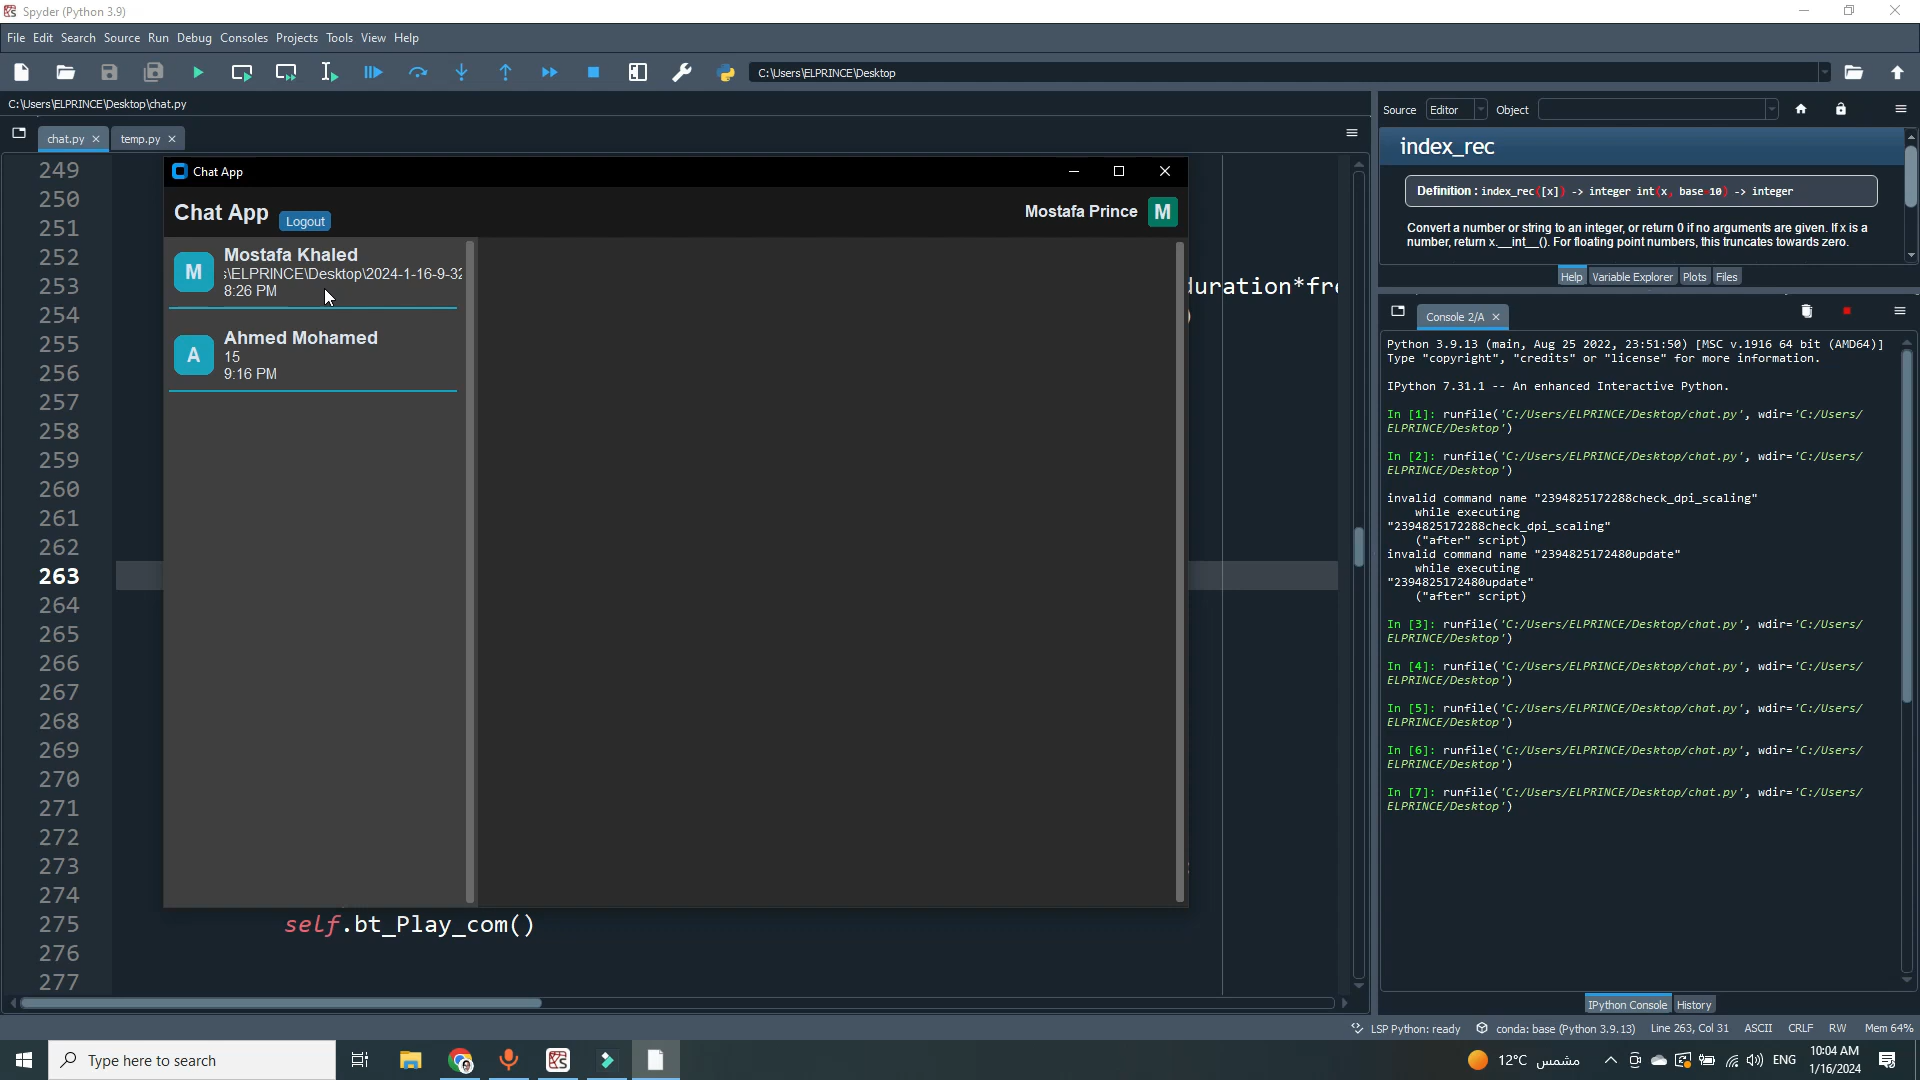 Spyder (Python 3.9)
File Edit Search Source Run Debug Consoles Projects Tools View Help
C:\Users\ELPRINCE\Desktop
C:\Users\ELPRINCE\Desktop\chat.py
chat.py
temp.py
249
250
251
252
253
254
255
256
257
258
259
260
261
262
263
264
265
266
267
268
269
270
271
272
273
274
275
276
277
duration*fre
)
self.bt_Play_com()
Chat App
Chat App
Logout
Mostafa Prince M
M
Mostafa Khaled
:\ELPRINCE\Desktop\2024-1-16-9-32
8:26 PM
A
Ahmed Mohamed
15
9:16 PM
Source Editor Object
index_rec
Definition : index_rec([x]) -> integer int(x, base=10) -> integer
Convert a number or string to an integer, or return 0 if no arguments are given. If x is a
number, return x.__int__(). For floating point numbers, this truncates towards zero.
Help Variable Explorer Plots Files
Console 2/A
Python 3.9.13 (main, Aug 25 2022, 23:51:50) [MSC v.1916 64 bit (AMD64)]
Type "copyright", "credits" or "license" for more information.
IPython 7.31.1 -- An enhanced Interactive Python.
In [1]: runfile('C:/Users/ELPRINCE/Desktop/chat.py', wdir='C:/Users/
ELPRINCE/Desktop')
In [2]: runfile('C:/Users/ELPRINCE/Desktop/chat.py', wdir='C:/Users/
ELPRINCE/Desktop')
invalid command name "2394825172288check_dpi_scaling"
while executing
"2394825172288check_dpi_scaling"
("after" script)
invalid command name "2394825172480update"
while executing
"2394825172480update"
("after" script)
In [3]: runfile('C:/Users/ELPRINCE/Desktop/chat.py', wdir='C:/Users/
ELPRINCE/Desktop')
In [4]: runfile('C:/Users/ELPRINCE/Desktop/chat.py', wdir='C:/Users/
ELPRINCE/Desktop')
In [5]: runfile('C:/Users/ELPRINCE/Desktop/chat.py', wdir='C:/Users/
ELPRINCE/Desktop')
In [6]: runfile('C:/Users/ELPRINCE/Desktop/chat.py', wdir='C:/Users/
ELPRINCE/Desktop')
In [7]: runfile('C:/Users/ELPRINCE/Desktop/chat.py', wdir='C:/Users/
ELPRINCE/Desktop')
IPython Console History
LSP Python: ready conda: base (Python 3.9.13) Line 263, Col 31 ASCII CRLF RW Mem 64%
Type here to search
12°C مشمس
ENG
10:04 AM
1/16/2024